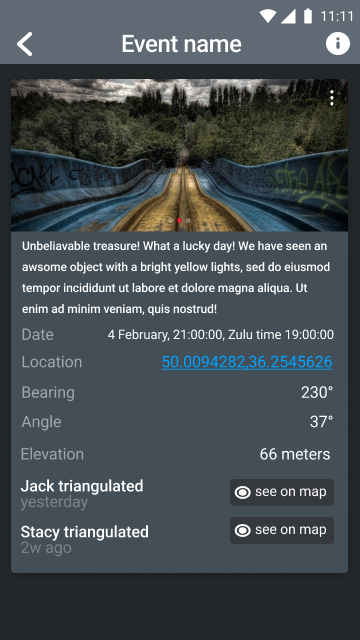 11:11
Event name
Unbeliavable treasure! What a lucky day! We have seen an
awsome object with a bright yellow lights, sed do eiusmod
tempor incididunt ut labore et dolore magna aliqua. Ut
enim ad minim veniam, quis nostrud!
Date 4 February, 21:00:00, Zulu time 19:00:00
Location 50.0094282,36.2545626
Bearing 230°
Angle 37°
Elevation 66 meters
Jack triangulated see on map
yesterday
Stacy triangulated see on map
2w ago